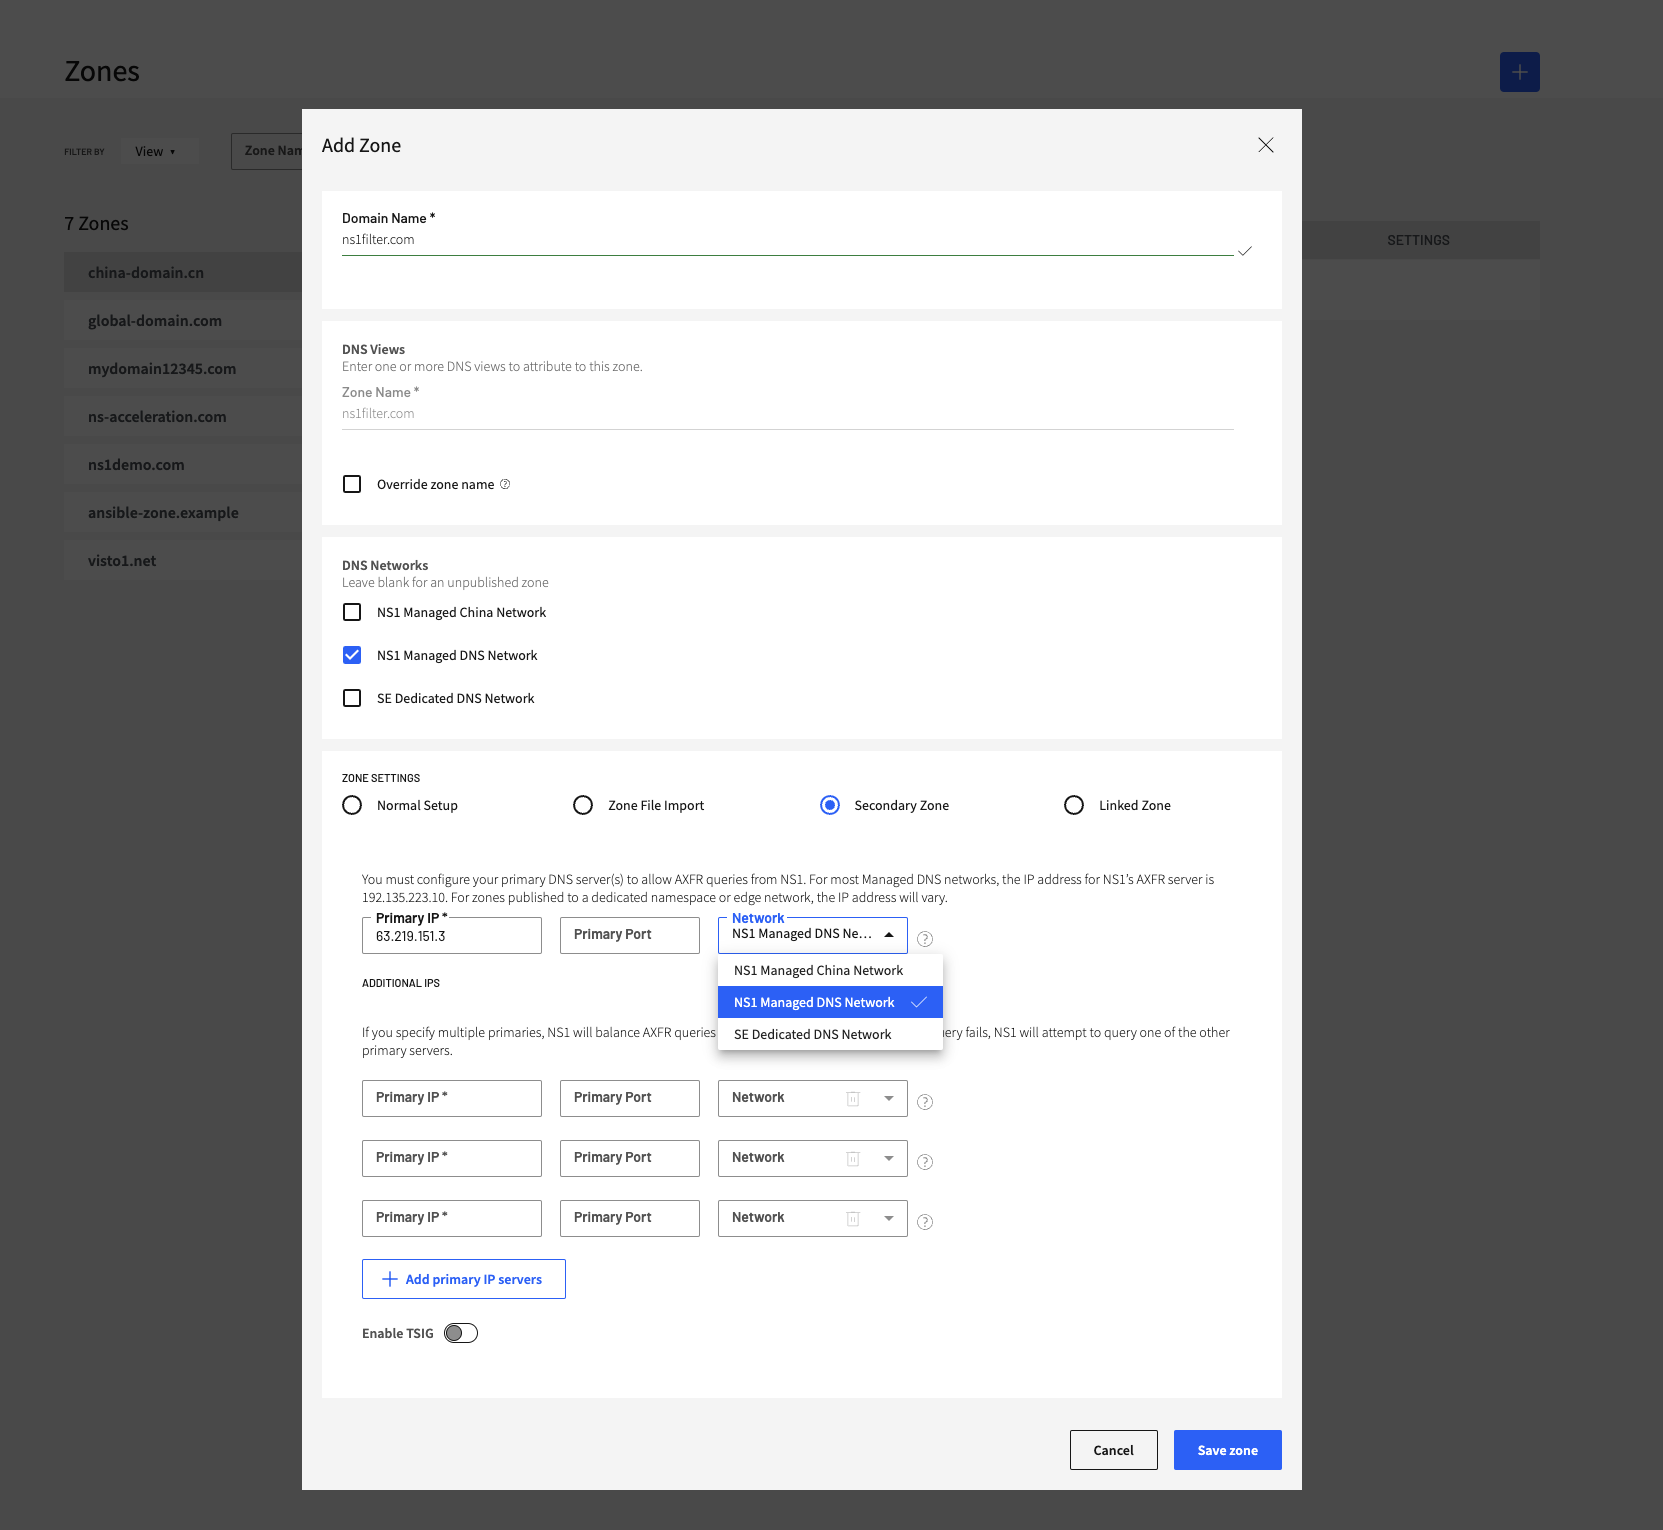 Zones
FILTER BY
View
Zone Nam
7 Zones
china-domain.cn
global-domain.com
mydomain12345.com
ns-acceleration.com
ns1demo.com
ansible-zone.example
visto1.net
SETTINGS
Add Zone
Domain Name *
ns1filter.com
DNS Views
Enter one or more DNS views to attribute to this zone.
Zone Name *
ns1filter.com
Override zone name ?
DNS Networks
Leave blank for an unpublished zone
NS1 Managed China Network
NS1 Managed DNS Network
SE Dedicated DNS Network
ZONE SETTINGS
Normal Setup
Zone File Import
Secondary Zone
Linked Zone
You must configure your primary DNS server(s) to allow AXFR queries from NS1. For most Managed DNS networks, the IP address for NS1's AXFR server is
192.135.223.10. For zones published to a dedicated namespace or edge network, the IP address will vary.
Primary IP *
63.219.151.3
Primary Port
Network
NS1 Managed DNS Ne...
?
NS1 Managed China Network
NS1 Managed DNS Network
SE Dedicated DNS Network
ADDITIONAL IPS
If you specify multiple primaries, NS1 will balance AXFR queries ery fails, NS1 will attempt to query one of the other
primary servers.
Primary IP * Primary Port Network ?
Primary IP * Primary Port Network ?
Primary IP * Primary Port Network ?
Add primary IP servers
Enable TSIG
Cancel
Save zone